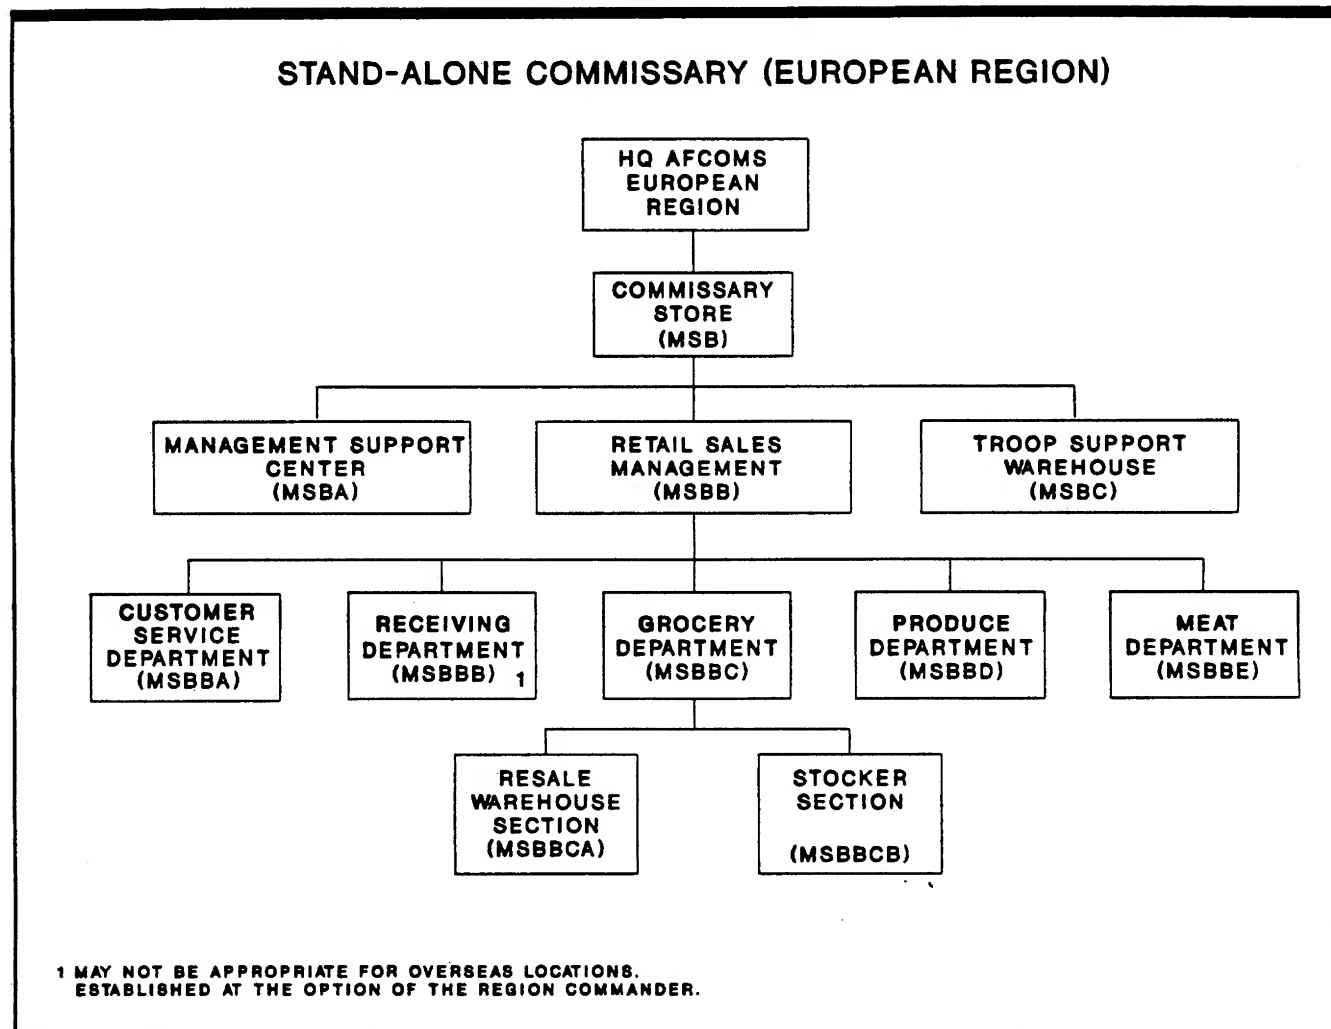 STAND-ALONE COMMISSARY (EUROPEAN REGION)
HQ AFCOMS
EUROPEAN
REGION
COMMISSARY
STORE
(MSB)
MANAGEMENT SUPPORT
CENTER
(MSBA)
RETAIL SALES
MANAGEMENT
(MSBB)
TROOP SUPPORT
WAREHOUSE
(MSBC)
CUSTOMER
SERVICE
DEPARTMENT
(MSBBA)
RECEIVING
DEPARTMENT
(MSBBB) 1
GROCERY
DEPARTMENT
(MSBBC)
PRODUCE
DEPARTMENT
(MSBBD)
MEAT
DEPARTMENT
(MSBBE)
RESALE
WAREHOUSE
SECTION
(MSBBCA)
STOCKER
SECTION
(MSBBCB)
1 MAY NOT BE APPROPRIATE FOR OVERSEAS LOCATIONS.
ESTABLISHED AT THE OPTION OF THE REGION COMMANDER.